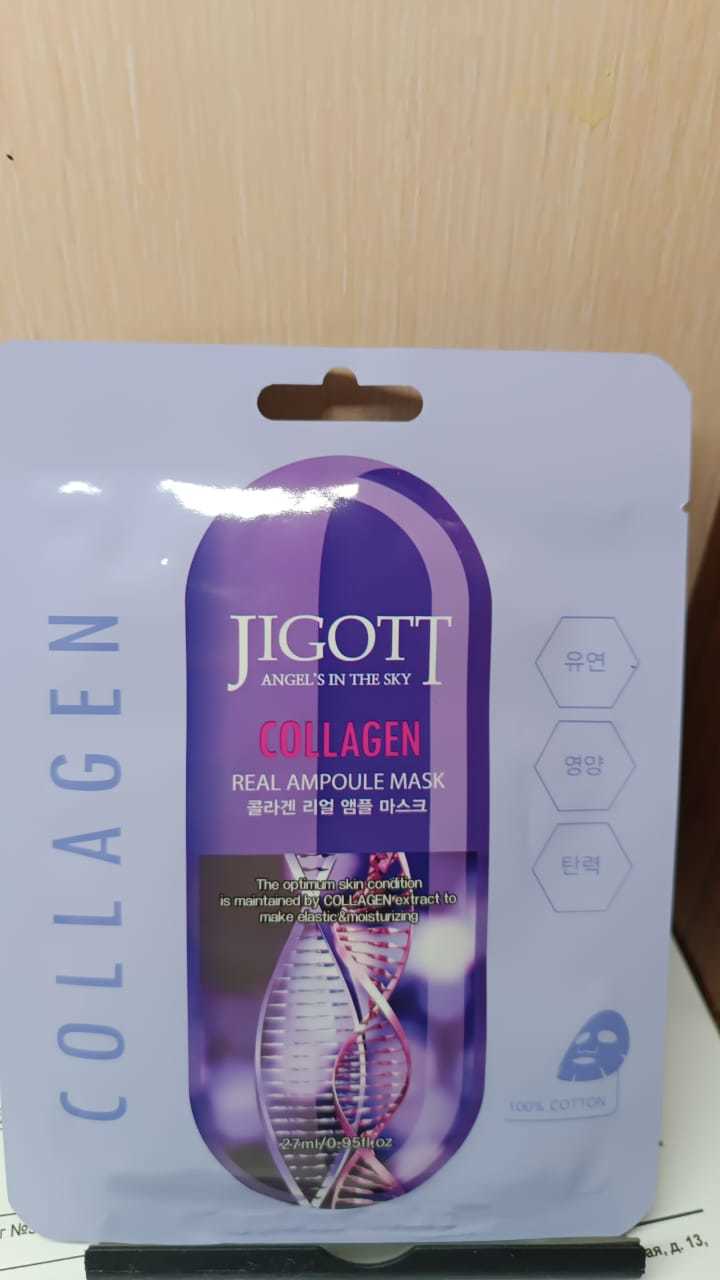 COLLAGEN
JIGOTT
ANGEL'S IN THE SKY
COLLAGEN
REAL AMPOULE MASK
콜라겐 리얼 앰플 마스크
The optimum skin condition
is maintained by COLLAGEN extract to
make elastic&moisturizing
27ml/0.95fl.oz
유연
영양
탄력
100% COTTON
д. 13,